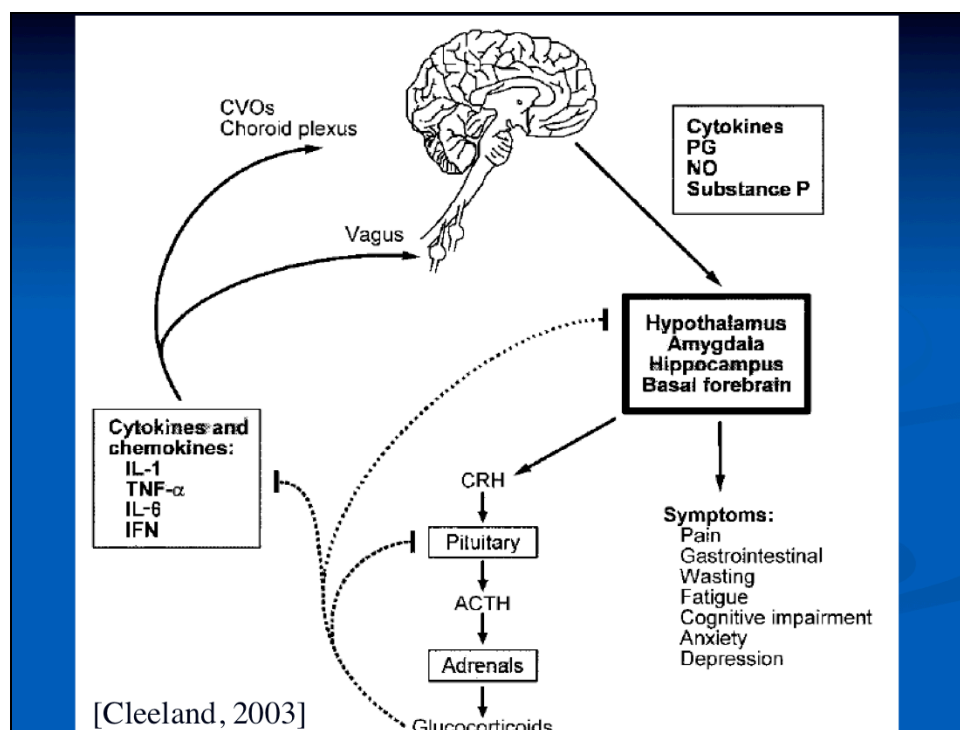 CVOs
Choroid plexus
Cytokines
PG
NO
Substance P
Vagus
Hypothalamus
Amygdala
Hippocampus
Basal forebrain
Cytokines and
chemokines:
IL-1
TNF-α
IL-6
IFN
CRH
Pituitary
ACTH
Adrenals
Glucocorticoids
Symptoms:
Pain
Gastrointestinal
Wasting
Fatigue
Cognitive impairment
Anxiety
Depression
[Cleeland, 2003]